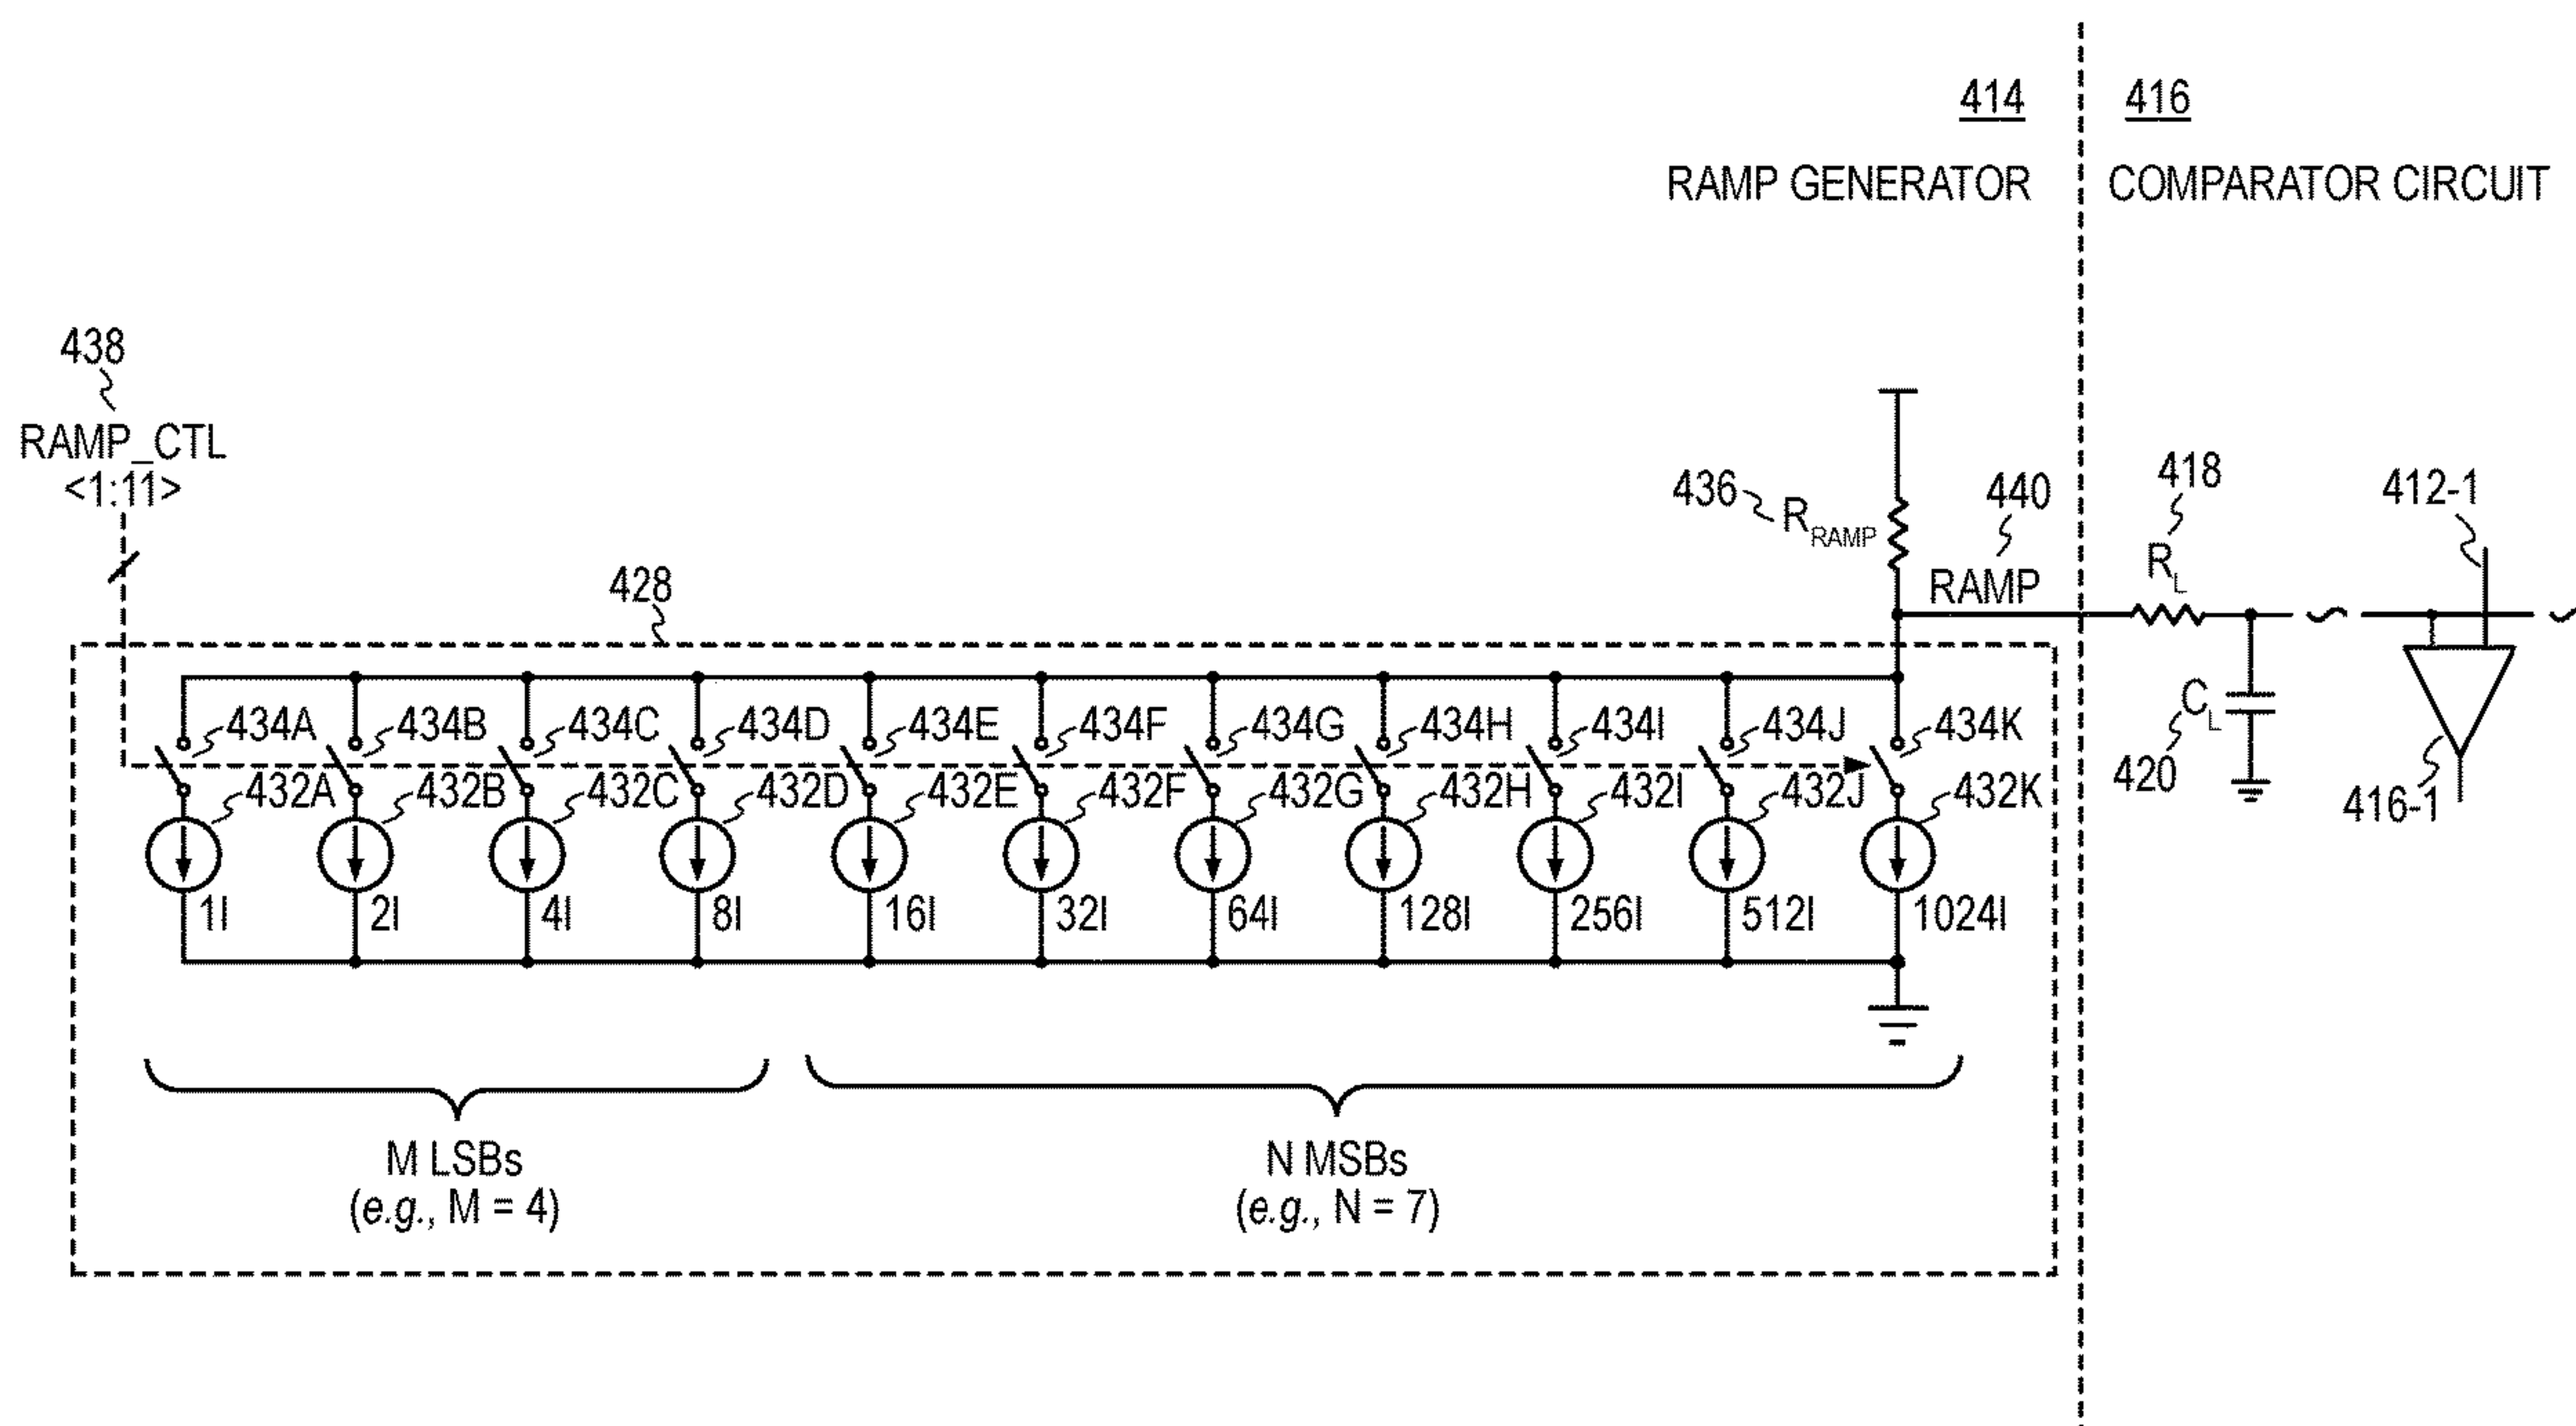 414
416
RAMP GENERATOR
COMPARATOR CIRCUIT
438
RAMP_CTL
<1:11>
436
R_RAMP
440
RAMP
418
R_L
412-1
428
434A
434B
434C
434D
434E
434F
434G
434H
434I
434J
434K
432A
432B
432C
432D
432E
432F
432G
432H
432I
432J
432K
420
C_L
416-1
1I
2I
4I
8I
16I
32I
64I
128I
256I
512I
1024I
M LSBs
(e.g., M = 4)
N MSBs
(e.g., N = 7)